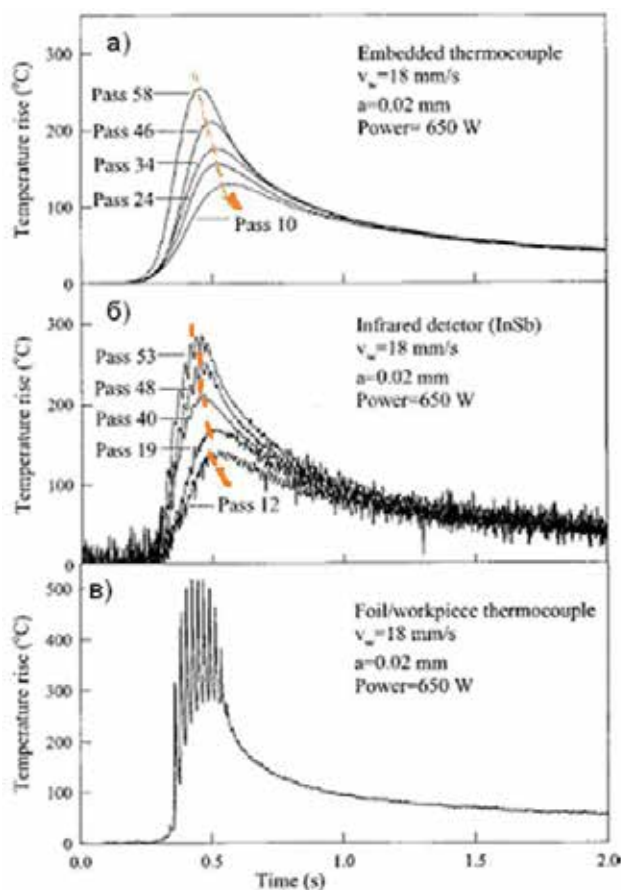 а)
Embedded thermocouple
v_w=18 mm/s
a=0.02 mm
Power= 650 W
Temperature rise (°C)
300
200
100
0
Pass 58
Pass 46
Pass 34
Pass 24
Pass 10
б)
Infrared detetor (InSb)
v_w=18 mm/s
a=0.02 mm
Power=650 W
Temperature rise (°C)
300
200
100
0
Pass 53
Pass 48
Pass 40
Pass 19
Pass 12
в)
Foil/workpiece thermocouple
v_w=18 mm/s
a=0.02 mm
Power=650 W
Temperature rise (°C)
500
400
300
200
100
0
0.0 0.5 1.0 1.5 2.0
Time (s)